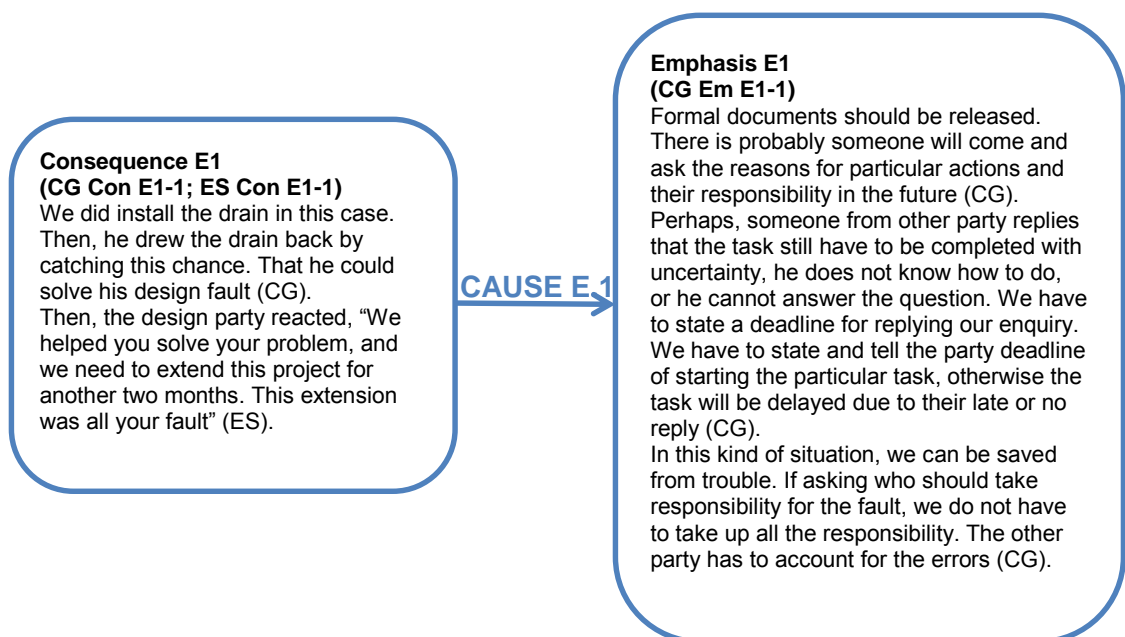 Consequence E1
(CG Con E1-1; ES Con E1-1)
We did install the drain in this case.
Then, he drew the drain back by
catching this chance. That he could
solve his design fault (CG).
Then, the design party reacted, “We
helped you solve your problem, and
we need to extend this project for
another two months. This extension
was all your fault” (ES).
CAUSE E.1
Emphasis E1
(CG Em E1-1)
Formal documents should be released.
There is probably someone will come and
ask the reasons for particular actions and
their responsibility in the future (CG).
Perhaps, someone from other party replies
that the task still have to be completed with
uncertainty, he does not know how to do,
or he cannot answer the question. We have
to state a deadline for replying our enquiry.
We have to state and tell the party deadline
of starting the particular task, otherwise the
task will be delayed due to their late or no
reply (CG).
In this kind of situation, we can be saved
from trouble. If asking who should take
responsibility for the fault, we do not have
to take up all the responsibility. The other
party has to account for the errors (CG).